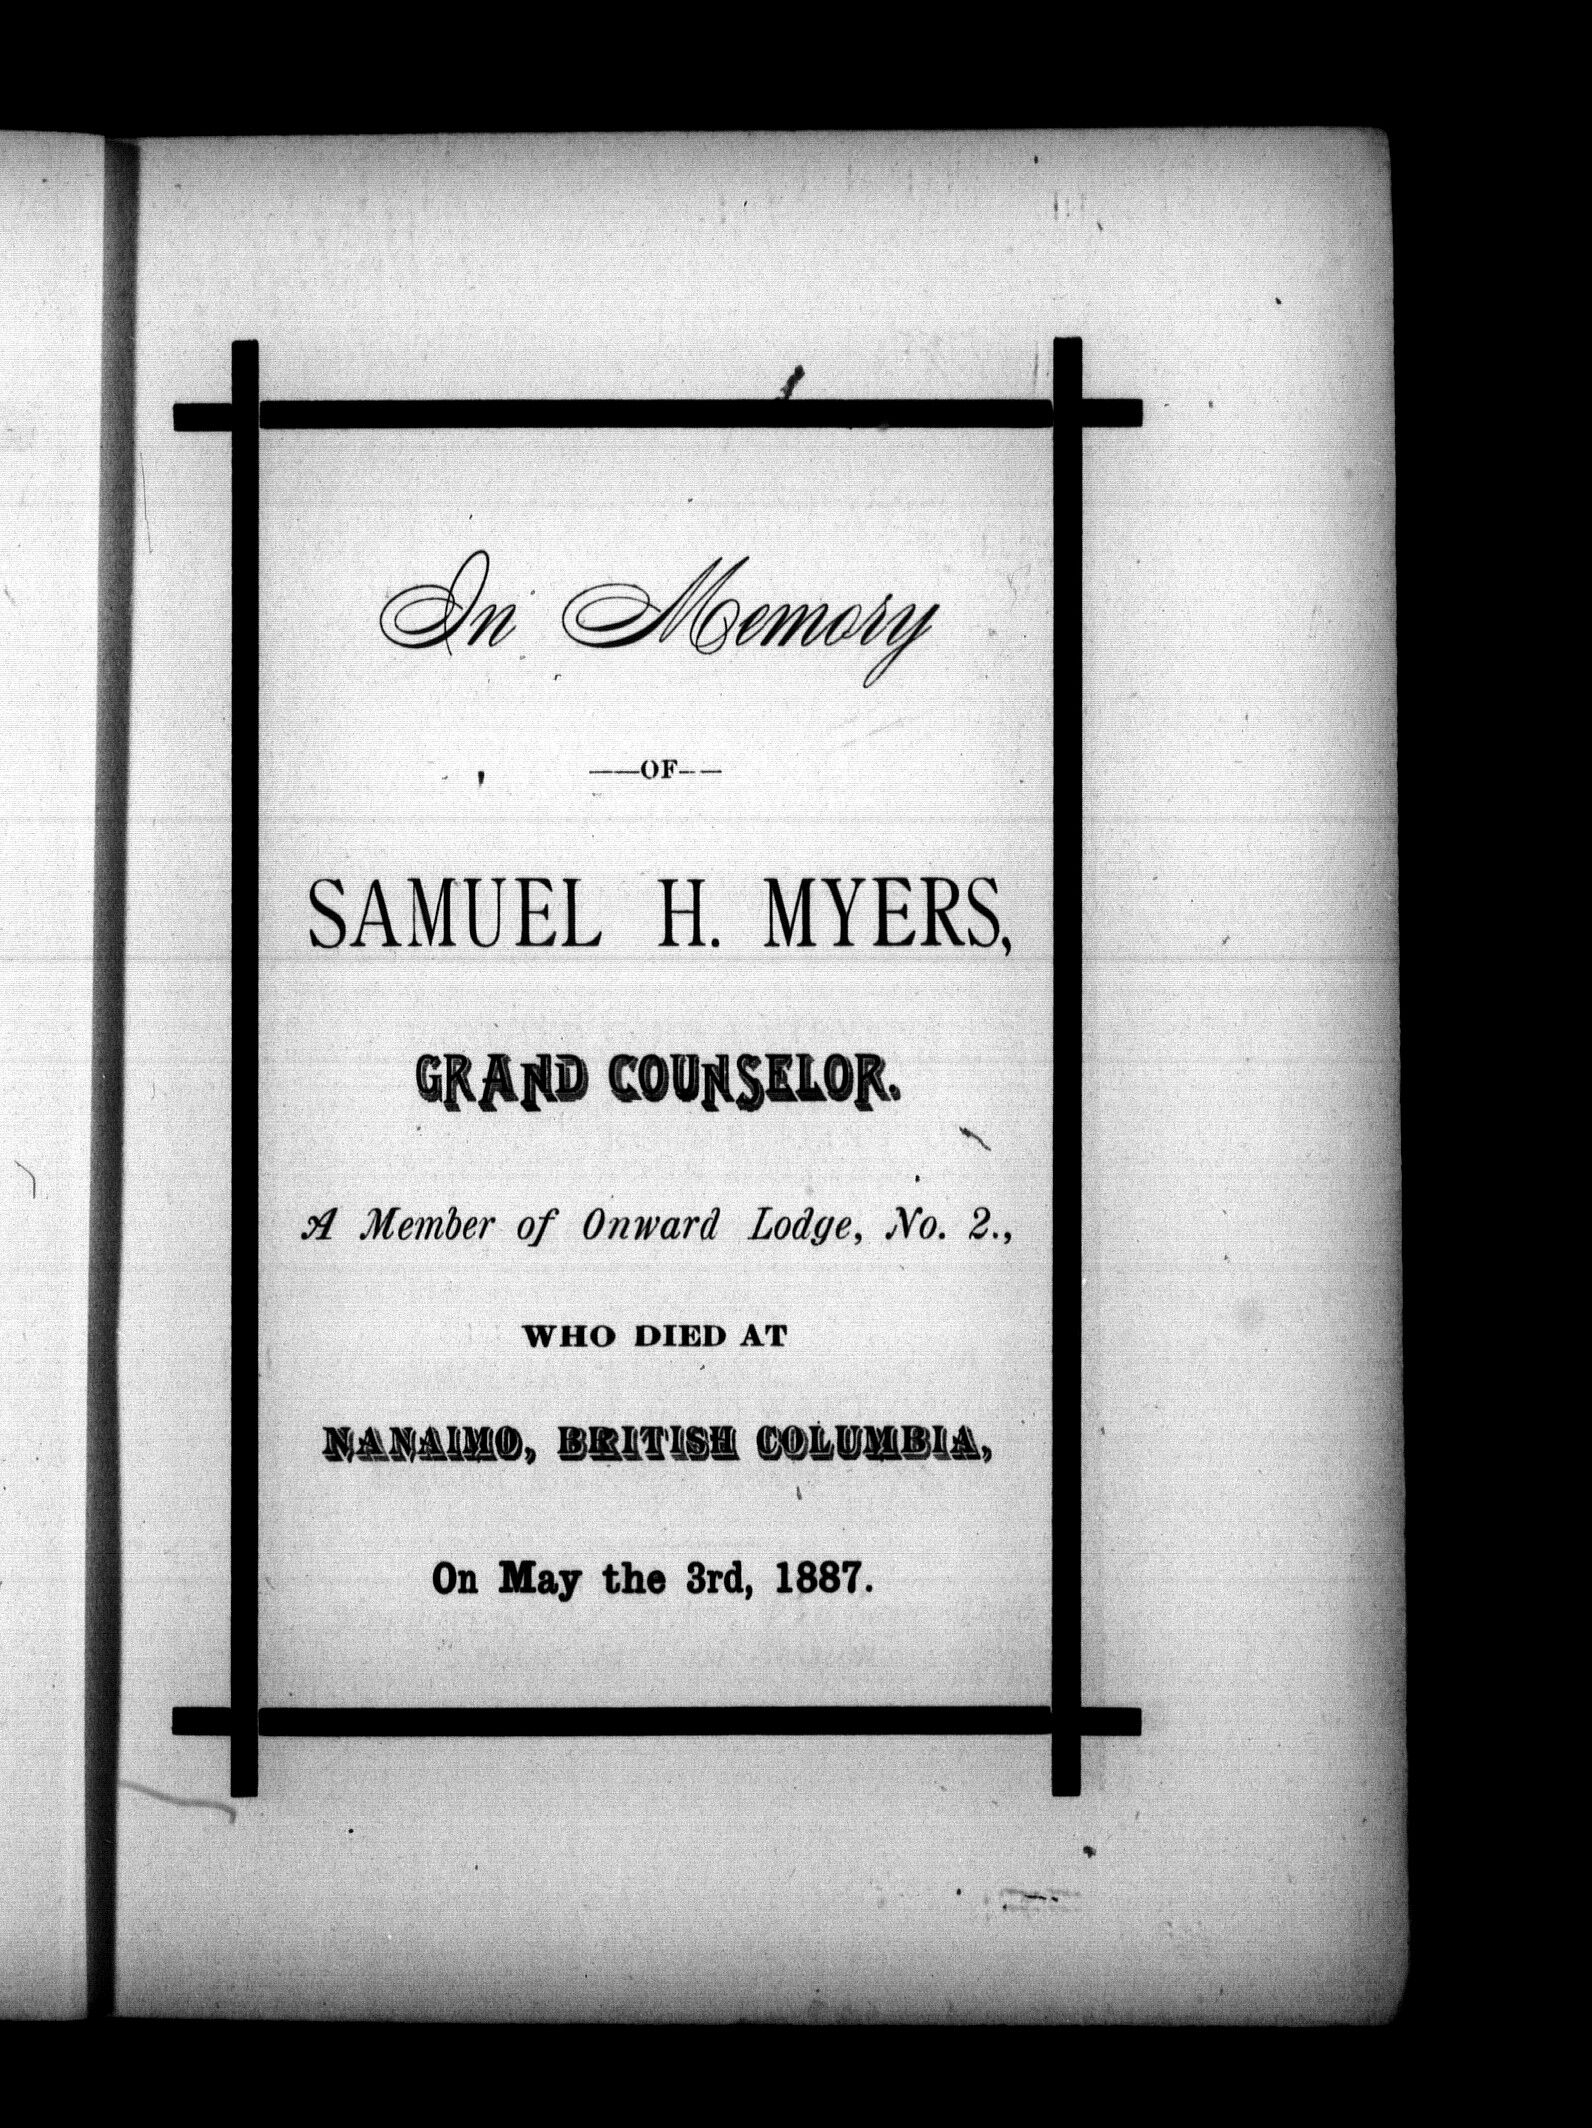 In Memory
——OF——
SAMUEL H. MYERS,
GRAND COUNSELOR.
A Member of Onward Lodge, No. 2.,
WHO DIED AT
NANAIMO, BRITISH COLUMBIA,
On May the 3rd, 1887.